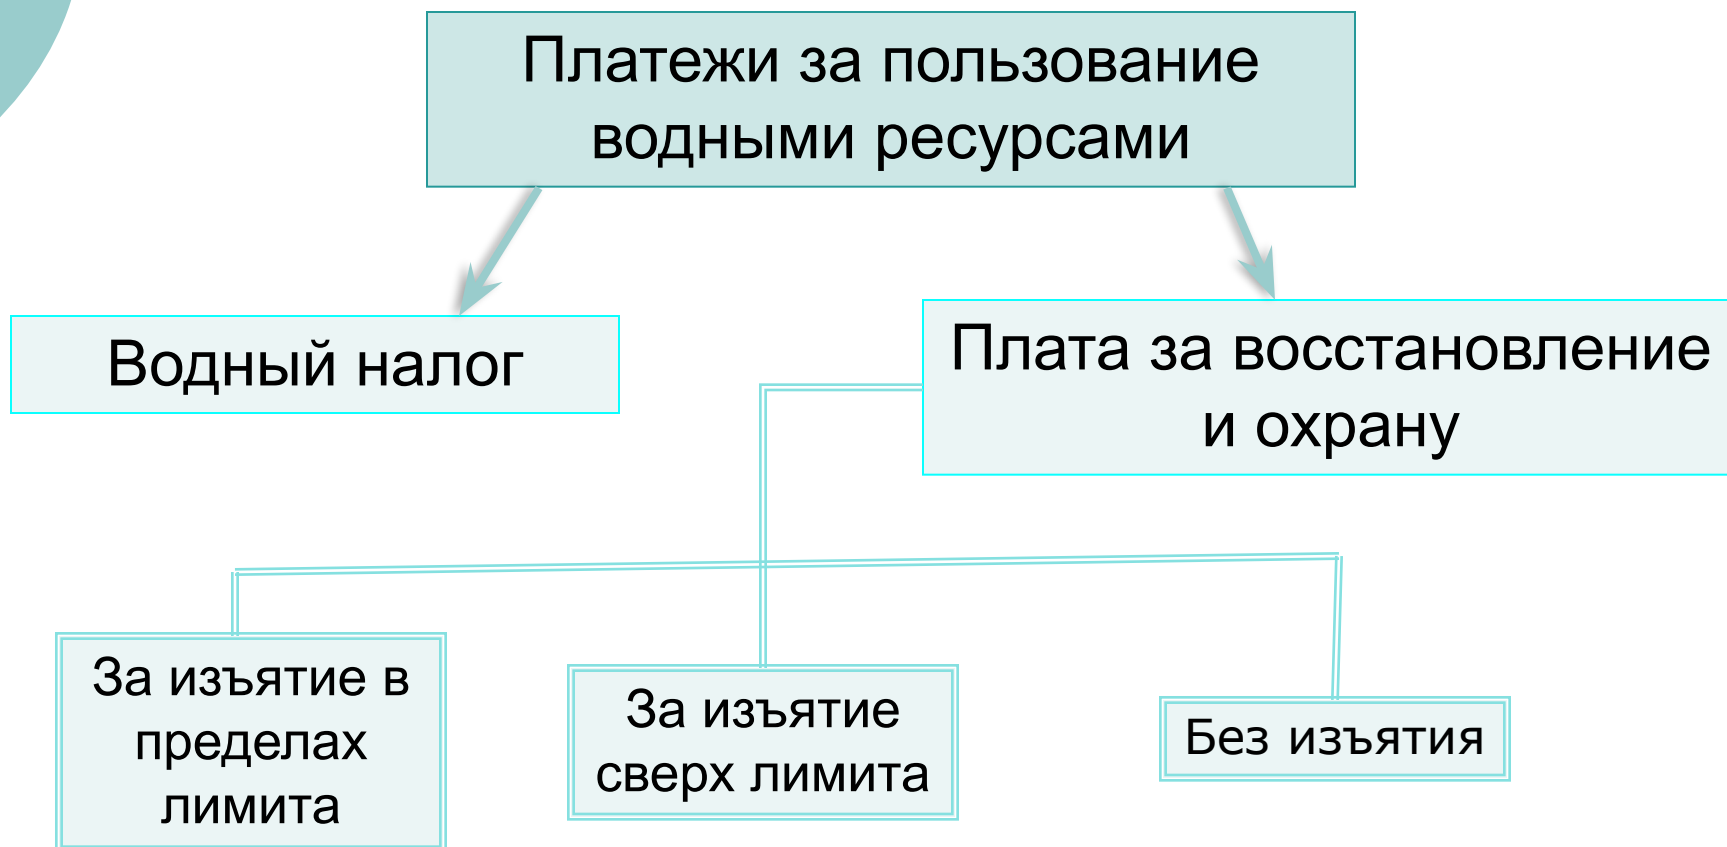 Платежи за пользование
водными ресурсами
Водный налог
Плата за восстановление
и охрану
За изъятие в
пределах
лимита
За изъятие
сверх лимита
Без изъятия